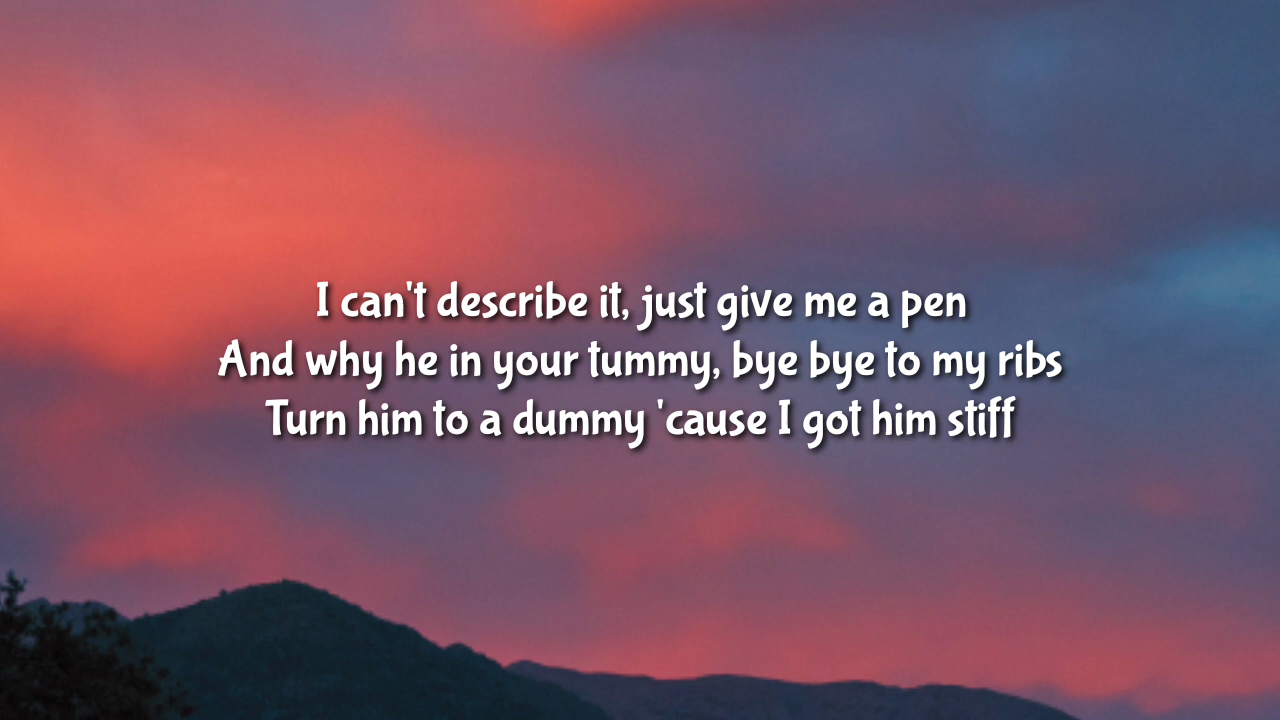 I can't describe it, just give me a pen
And why he in your tummy, bye bye to my ribs
Turn him to a dummy 'cause I got him stiff